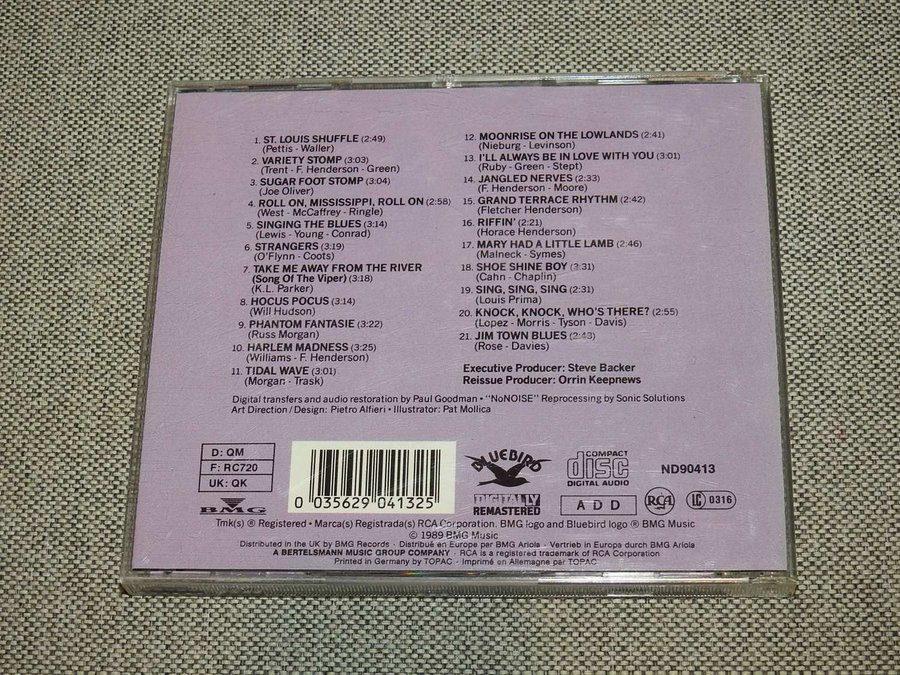 1. ST. LOUIS SHUFFLE (2:49)
(Pettis - Waller)
2. VARIETY STOMP (3:03)
(Trent - F. Henderson - Green)
3. SUGAR FOOT STOMP (3:04)
(Joe Oliver)
4. ROLL ON, MISSISSIPPI, ROLL ON (2:58)
(West - McCaffrey - Ringle)
5. SINGING THE BLUES (3:14)
(Lewis - Young - Conrad)
6. STRANGERS (3:19)
(O'Flynn - Coots)
7. TAKE ME AWAY FROM THE RIVER
(Song Of The Viper) (3:18)
(K.L. Parker)
8. HOCUS POCUS (3:14)
(Will Hudson)
9. PHANTOM FANTASIE (3:22)
(Russ Morgan)
10. HARLEM MADNESS (3:25)
(Williams - F. Henderson)
11. TIDAL WAVE (3:01)
(Morgan - Trask)
12. MOONRISE ON THE LOWLANDS (2:41)
(Nieburg - Levinson)
13. I'LL ALWAYS BE IN LOVE WITH YOU (3:01)
(Ruby - Green - Stept)
14. JANGLED NERVES (2:33)
(F. Henderson - Moore)
15. GRAND TERRACE RHYTHM (2:42)
(Fletcher Henderson)
16. RIFFIN' (2:21)
(Horace Henderson)
17. MARY HAD A LITTLE LAMB (2:46)
(Malneck - Symes)
18. SHOE SHINE BOY (3:31)
(Cahn - Chaplin)
19. SING, SING, SING (2:31)
(Louis Prima)
20. KNOCK, KNOCK, WHO'S THERE? (2:55)
(Lopez - Morris - Tyson - Davis)
21. JIM TOWN BLUES (2:43)
(Rose - Davies)
Executive Producer: Steve Backer
Reissue Producer: Orrin Keepnews
Digital transfers and audio restoration by Paul Goodman • "NoNOISE" Reprocessing by Sonic Solutions
Art Direction / Design: Pietro Alfieri • Illustrator: Pat Mollica
D: QM
F: RC720
UK: QK
BMG
0 035629 041325
BLUEBIRD
DIGITALLY
REMASTERED
COMPACT
disc
DIGITAL AUDIO
ADD
ND90413
RCA
LC 0316
Tmk(s) ® Registered • Marca(s) Registrada(s) RCA Corporation. BMG logo and Bluebird logo ® BMG Music
© 1989 BMG Music
Distributed in the UK by BMG Records · Distribué en Europe par BMG Ariola · Vertrieb in Europa durch BMG Ariola
A BERTELSMANN MUSIC GROUP COMPANY · RCA is a registered trademark of RCA Corporation
Printed in Germany by TOPAC · Imprimé en Allemagne par TOPAC